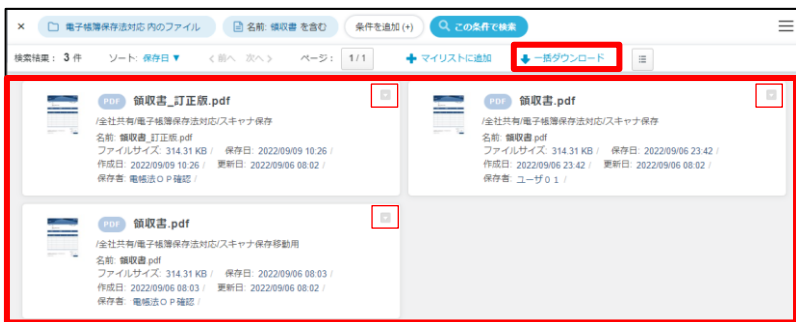 × 電子帳簿保存法対応 内のファイル 名前: 領収書 を含む 条件を追加 (+) この条件で検索
検索結果： 3 件 ソート: 保存日▼ <前へ 次へ> ページ： 1/1 マイリストに追加 一括ダウンロード
PDF 領収書_訂正版.pdf
/全社共有/電子帳簿保存法対応/スキャナ保存
名前: 領収書_訂正版.pdf
ファイルサイズ: 314.31 KB / 保存日: 2022/09/09 10:26 /
作成日: 2022/09/09 10:26 / 更新日: 2022/09/06 08:02 /
保存者: 電帳法ＯＰ確認 /
PDF 領収書.pdf
/全社共有/電子帳簿保存法対応/スキャナ保存
名前: 領収書.pdf
ファイルサイズ: 314.31 KB / 保存日: 2022/09/06 23:42 /
作成日: 2022/09/06 23:42 / 更新日: 2022/09/06 08:02 /
保存者: ユーザ０１ /
PDF 領収書.pdf
/全社共有/電子帳簿保存法対応/スキャナ保存移動用
名前: 領収書.pdf
ファイルサイズ: 314.31 KB / 保存日: 2022/09/06 08:03 /
作成日: 2022/09/06 08:03 / 更新日: 2022/09/06 08:02 /
保存者: 電帳法ＯＰ確認 /